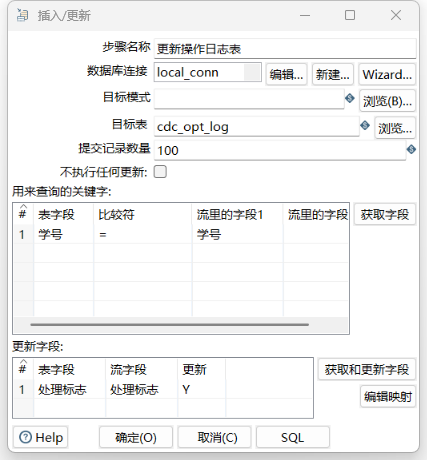 插入/更新
步骤名称 更新操作日志表
数据库连接 local_conn 编辑... 新建... Wizard...
目标模式 浏览(B)...
目标表 cdc_opt_log 浏览...
提交记录数量 100
不执行任何更新:
用来查询的关键字:
# 表字段 比较符 流里的字段1 流里的字段 获取字段
1 学号 = 学号
更新字段:
# 表字段 流字段 更新 获取和更新字段
1 处理标志 处理标志 Y 编辑映射
Help 确定(O) 取消(C) SQL